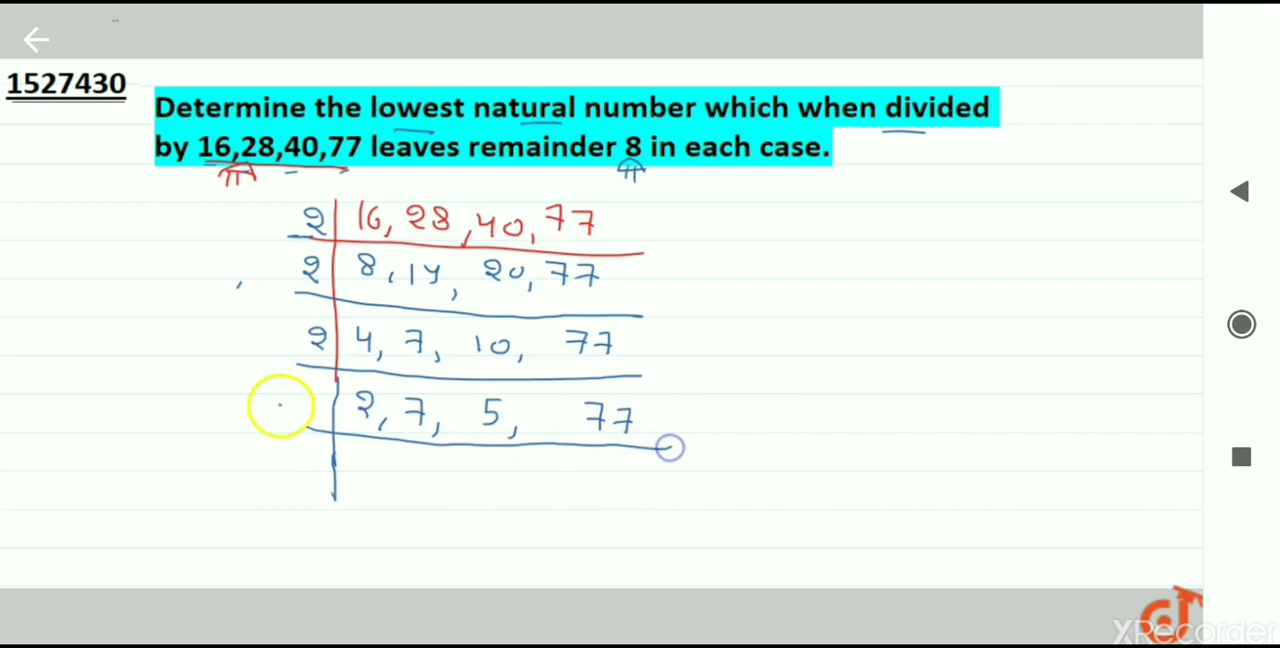 1527430
Determine the lowest natural number which when divided
by 16,28,40,77 leaves remainder 8 in each case.
2 16, 28, 40, 77
2 8, 14, 20, 77
2 4, 7, 10, 77
2, 7, 5, 77
XRecorder